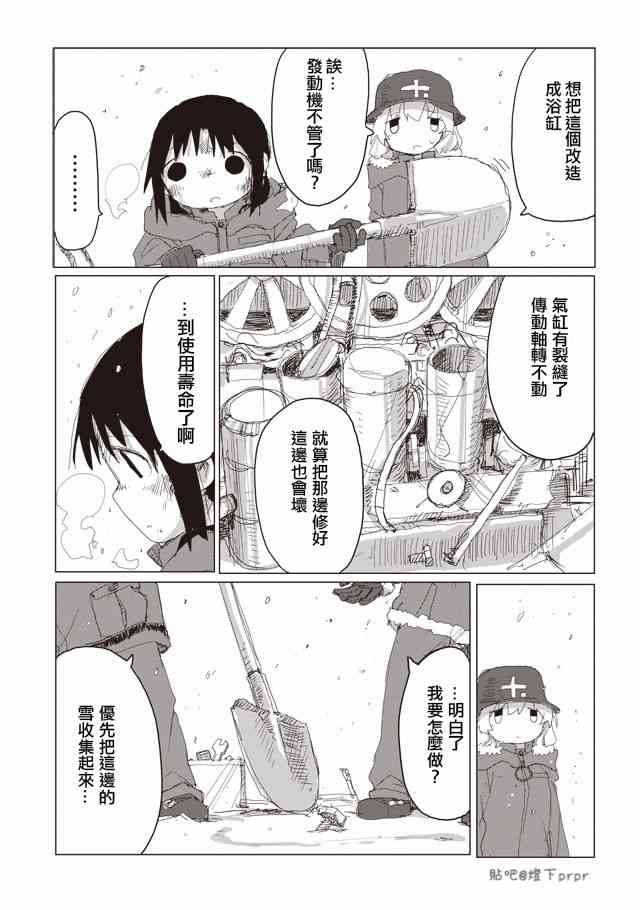 想把這個改造
成浴缸
誒…
發動機不管了嗎?
………
氣缸有裂縫了
傳動軸轉不動
就算把那邊修好
這邊也會壞
…到使用壽命了啊
…明白了
我要怎麼做?
優先把這邊的
雪收集起來…
貼吧@燈下prpr